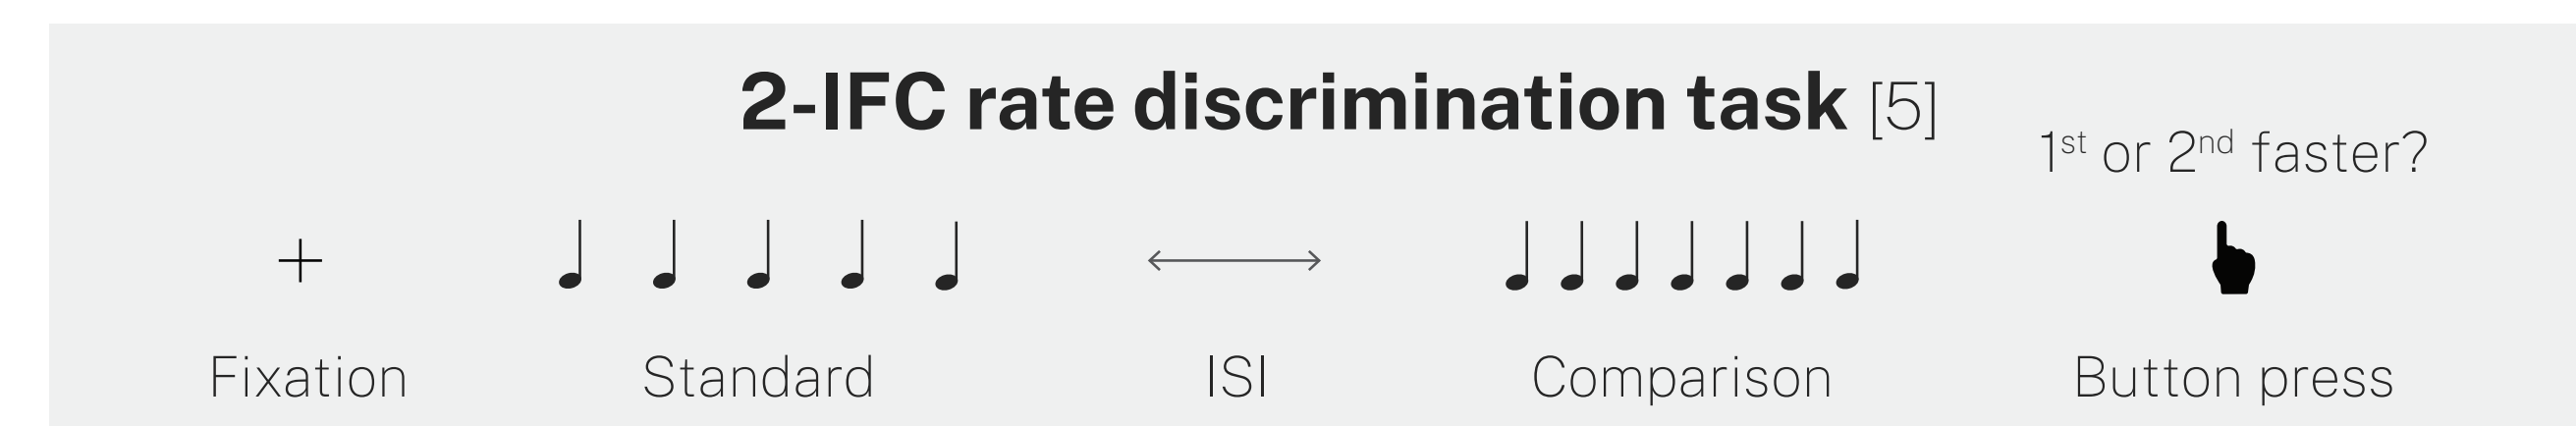 2-IFC rate discrimination task [5]
1st or 2nd faster?
Fixation
Standard
ISI
Comparison
Button press